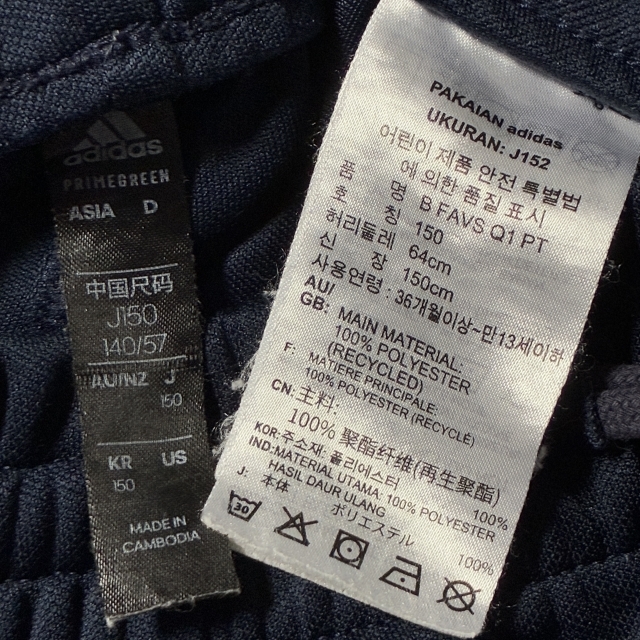 adidas
PRIMEGREEN
ASIA D
中国尺码
J150
140/57
AU/NZ J
150
KR US
150
MADE IN
CAMBODIA
PAKAIAN adidas
UKURAN: J152
어린이 제품 안전 특별법
에 의한 품질 표시
품 명 B FAVS Q1 PT
호 칭 150
허리둘레 64cm
신 장 150cm
사용연령 : 36개월이상~만13세이하
AU/
GB: MAIN MATERIAL:
100% POLYESTER
(RECYCLED)
F: MATIÈRE PRINCIPALE:
100% POLYESTER (RECYCLÉ)
CN: 主料:
100% 聚酯纤维(再生聚酯)
KOR: 주소재: 폴리에스터 100%
IND: MATERIAL UTAMA: 100% POLYESTER
HASIL DAUR ULANG
J. 本体
ポリエステル 100%
30